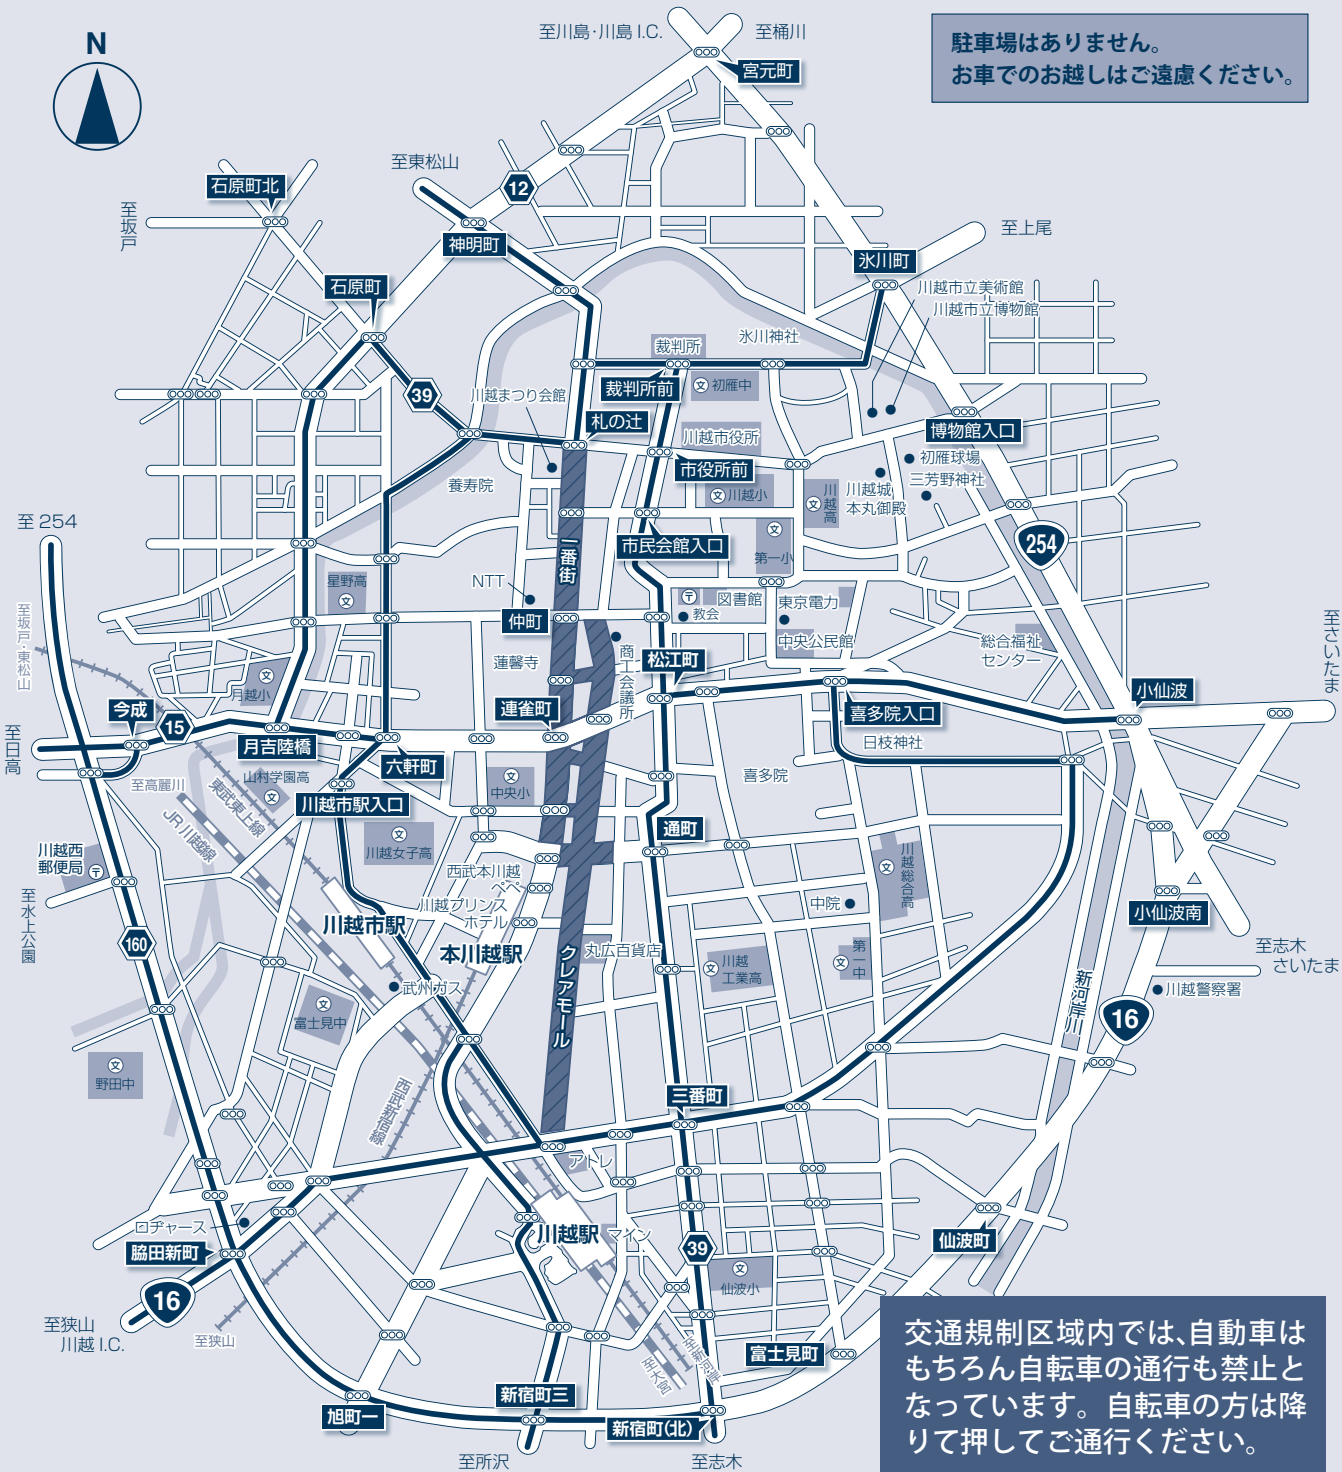 至川島・川島I.C.
至桶川
駐車場はありません。
お車でのお越しはご遠慮ください。
N
宮元町
至東松山
12
石原町北
至坂戸
神明町
至上尾
氷川町
石原町
川越市立美術館
川越市立博物館
氷川神社
裁判所
裁判所前
初雁中
39
川越まつり会館
札の辻
川越市役所
博物館入口
市役所前
初雁球場
三芳野神社
養寿院
川越小
川越高
川越城
本丸御殿
至254
254
市民会館入口
一番街
第一小
星野高
NTT
図書館
東京電力
教会
仲町
至坂戸・東松山
中央公民館
総合福祉
センター
至さいたま
蓮馨寺
商工会議所
松江町
月越小
小仙波
今成
15
連雀町
喜多院入口
至日高
月吉陸橋
日枝神社
六軒町
至高麗川
山村学園高
東武東上線
中央小
喜多院
川越市駅入口
JR川越線
通町
川越西
郵便局
川越女子高
川越総合高
西武本川越
ペペ
川越プリンス
ホテル
中院
小仙波南
至水上公園
川越市駅
160
本川越駅
丸広百貨店
クレアモール
川越
工業高
第一中
至志木
さいたま
武州ガス
川越警察署
新河岸川
16
富士見中
野田中
西武新宿線
三番町
アトレ
ロヂャース
川越駅
マイン
脇田新町
39
仙波町
16
仙波小
至狭山
川越I.C.
至狭山
富士見町
至大宮
至新河岸
新宿町三
旭町一
新宿町(北)
至所沢
至志木
交通規制区域内では、自動車は
もちろん自転車の通行も禁止と
なっています。自転車の方は降
りて押してご通行ください。